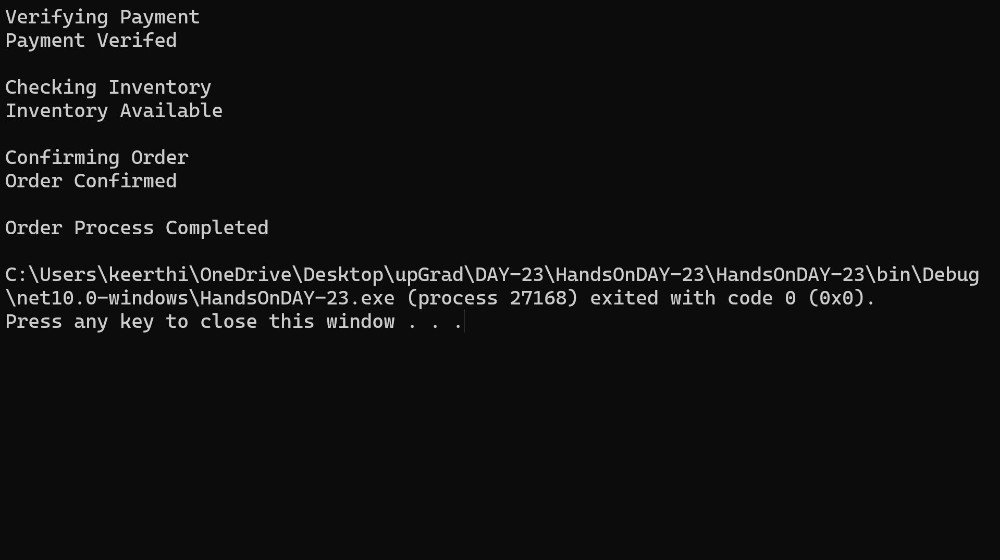 Verifying Payment
Payment Verifed
Checking Inventory
Inventory Available
Confirming Order
Order Confirmed
Order Process Completed
C:\Users\keerthi\OneDrive\Desktop\upGrad\DAY-23\HandsOnDAY-23\HandsOnDAY-23\bin\Debug
\net10.0-windows\HandsOnDAY-23.exe (process 27168) exited with code 0 (0x0).
Press any key to close this window . . .